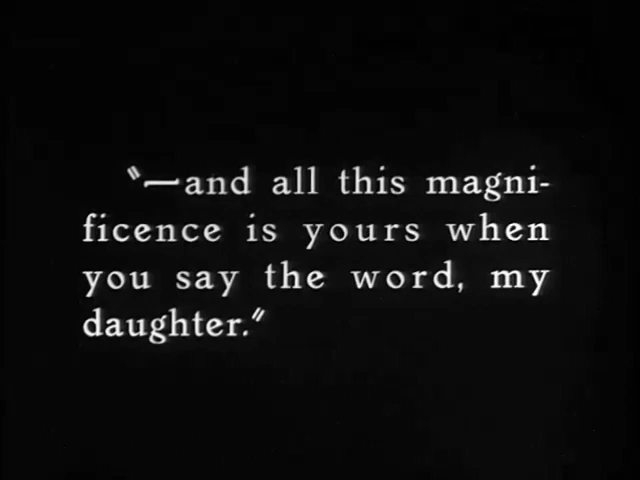 "—and all this magni-
ficence is yours when
you say the word, my
daughter."